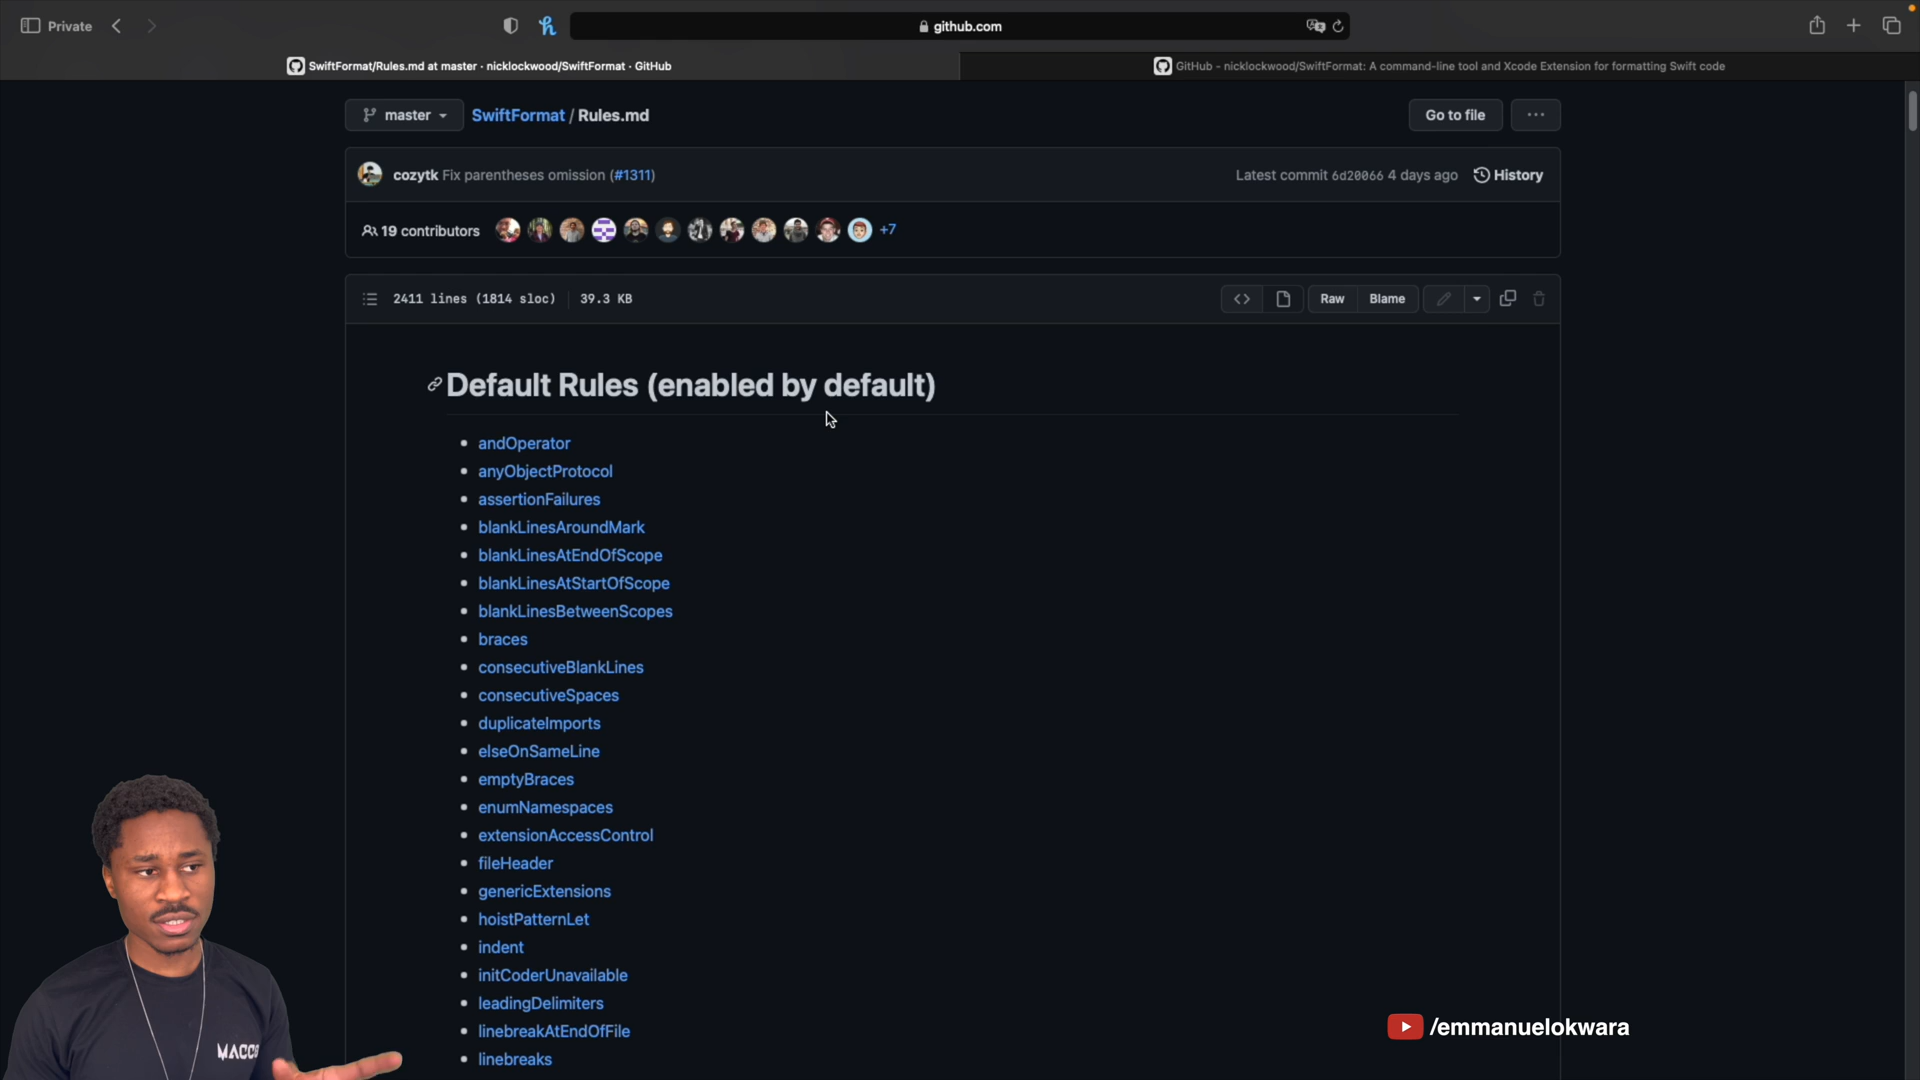 Private
github.com
SwiftFormat/Rules.md at master · nicklockwood/SwiftFormat · GitHub
GitHub - nicklockwood/SwiftFormat: A command-line tool and Xcode Extension for formatting Swift code
master
SwiftFormat / Rules.md
Go to file
cozytk Fix parentheses omission (#1311)
Latest commit 6d20066 4 days ago
History
19 contributors
+7
2411 lines (1814 sloc)
39.3 KB
Raw
Blame
Default Rules (enabled by default)
andOperator
anyObjectProtocol
assertionFailures
blankLinesAroundMark
blankLinesAtEndOfScope
blankLinesAtStartOfScope
blankLinesBetweenScopes
braces
consecutiveBlankLines
consecutiveSpaces
duplicateImports
elseOnSameLine
emptyBraces
enumNamespaces
extensionAccessControl
fileHeader
genericExtensions
hoistPatternLet
indent
initCoderUnavailable
leadingDelimiters
linebreakAtEndOfFile
linebreaks
/emmanuelokwara